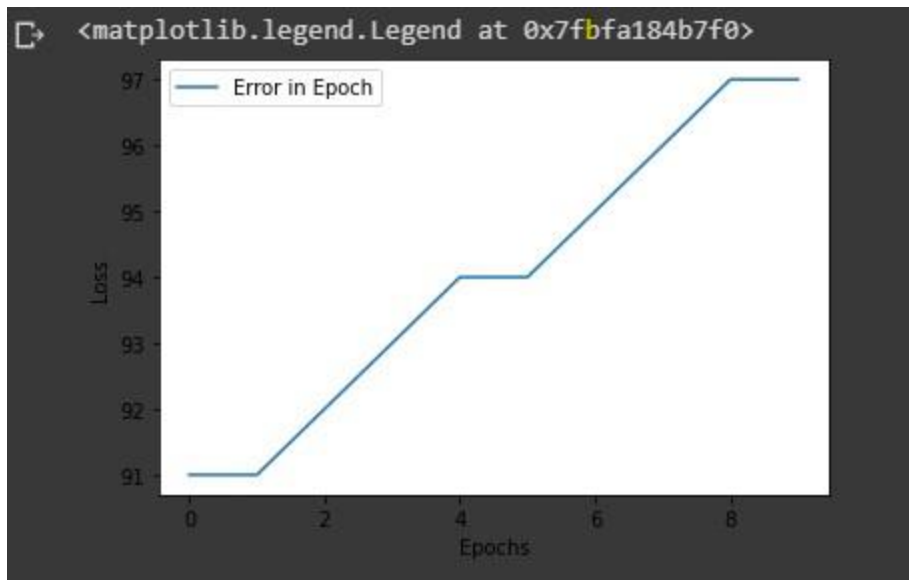 <matplotlib.legend.Legend at 0x7fbfa184b7f0>
Error in Epoch
97
96
95
94
93
92
91
Loss
0 2 4 6 8
Epochs